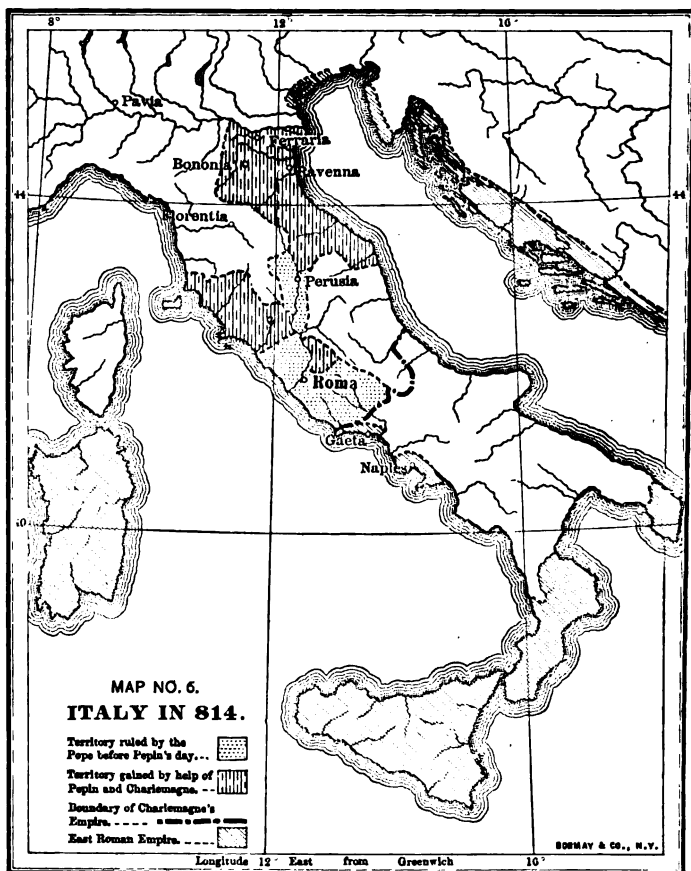 8° 12° 16°
Pavia
Ferraria
Bononia
Ravenna
44 44
Florentia
Perusia
Roma
Gaeta
Naples
40
MAP NO. 6.
ITALY IN 814.
Territory ruled by the
Pope before Pepin's day...
Territory gained by help of
Pepin and Charlemagne. --
Boundary of Charlemagne's
Empire. ----
East Roman Empire. ----
BORMAY & CO., N.Y.
Longitude 12° East from Greenwich 16°